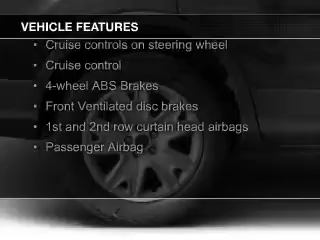 VEHICLE FEATURES
• Cruise controls on steering wheel
• Cruise control
• 4-wheel ABS Brakes
• Front Ventilated disc brakes
• 1st and 2nd row curtain head airbags
• Passenger Airbag